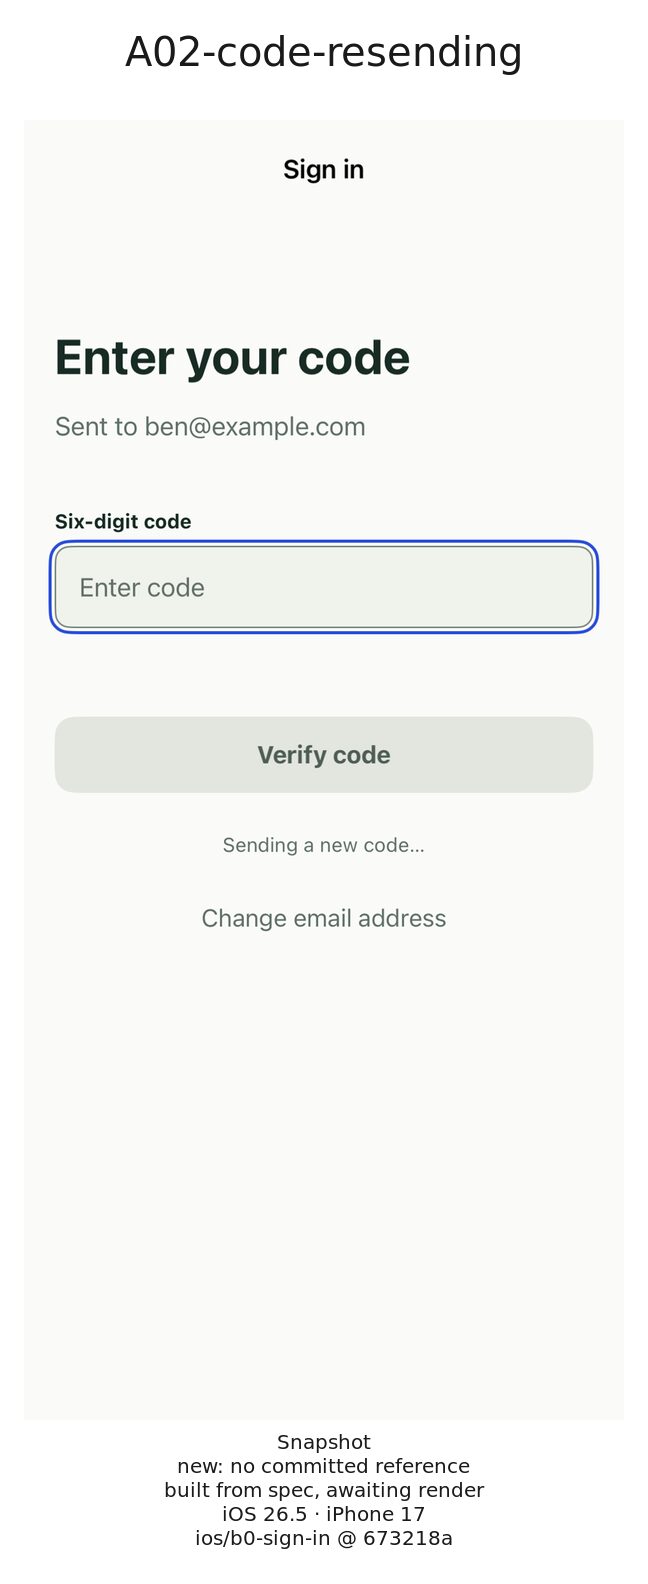 A02-code-resending
Sign in
Enter your code
Sent to ben@example.com
Six-digit code
Enter code
Verify code
Sending a new code…
Change email address
Snapshot
new: no committed reference
built from spec, awaiting render
iOS 26.5 · iPhone 17
ios/b0-sign-in @ 673218a